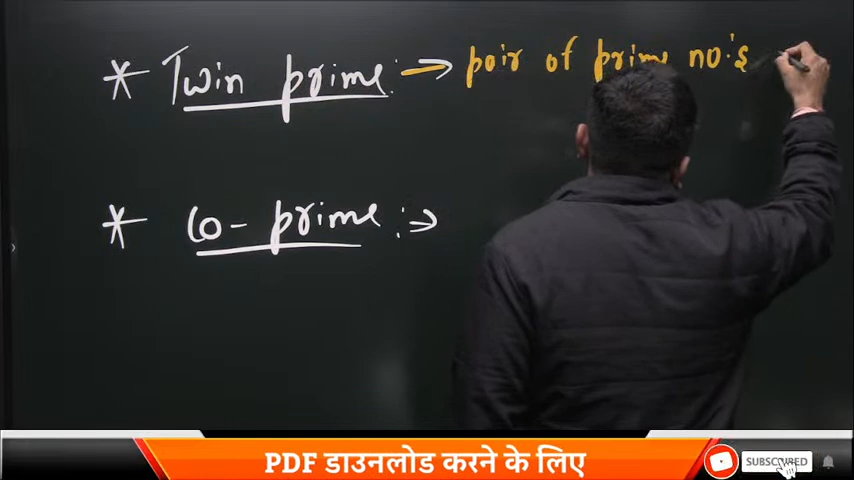 * Twin prime :→ pair of prime no's
* Co-prime :→
PDF डाउनलोड करने के लिए
SUBSCRIBED